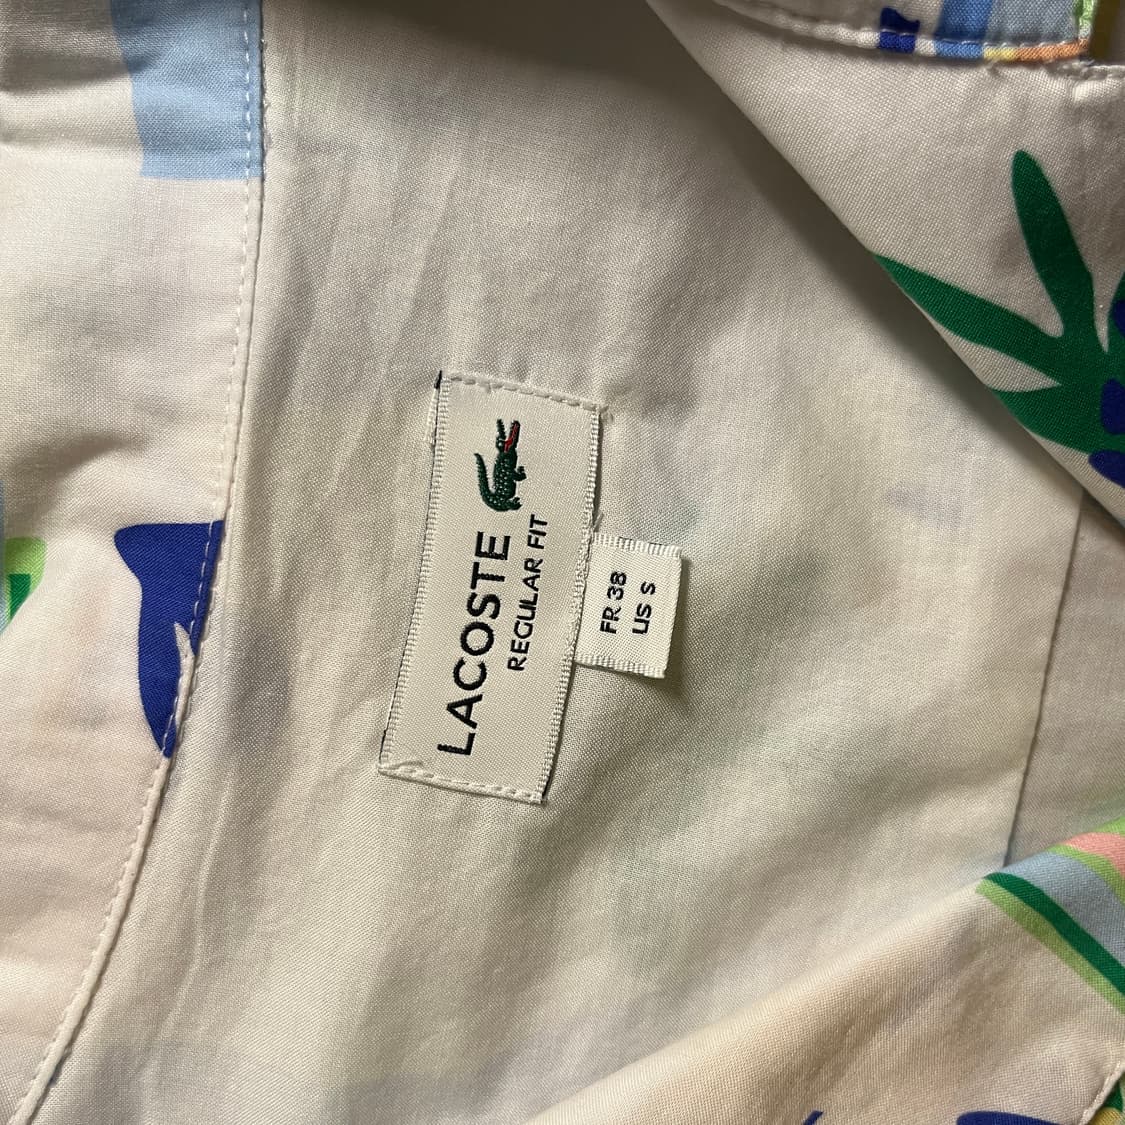 LACOSTE
REGULAR FIT
FR 38
US S